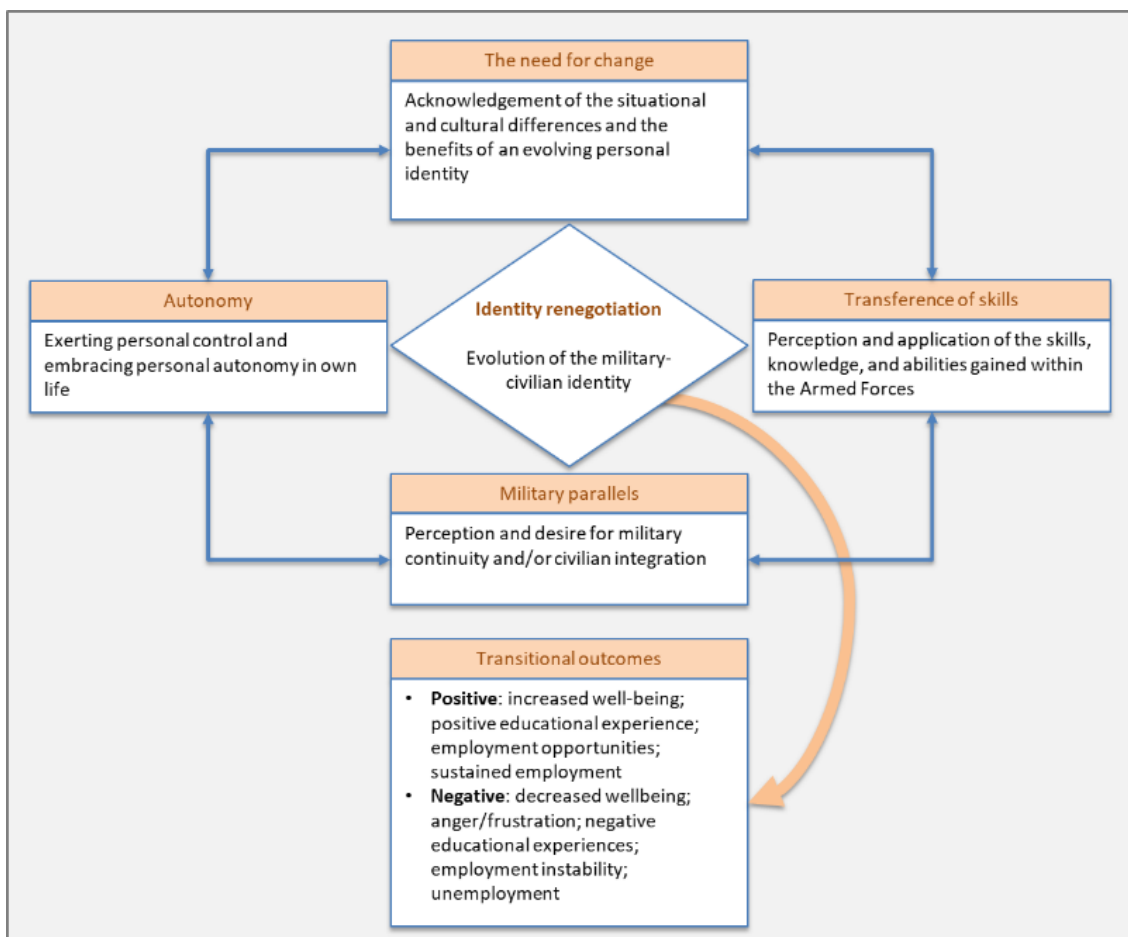 The need for change
Acknowledgement of the situational
and cultural differences and the
benefits of an evolving personal
identity
Autonomy
Exerting personal control and
embracing personal autonomy in own
life
Identity renegotiation
Evolution of the military-
civilian identity
Transference of skills
Perception and application of the skills,
knowledge, and abilities gained within
the Armed Forces
Military parallels
Perception and desire for military
continuity and/or civilian integration
Transitional outcomes
• Positive: increased well-being;
positive educational experience;
employment opportunities;
sustained employment
• Negative: decreased wellbeing;
anger/frustration; negative
educational experiences;
employment instability;
unemployment